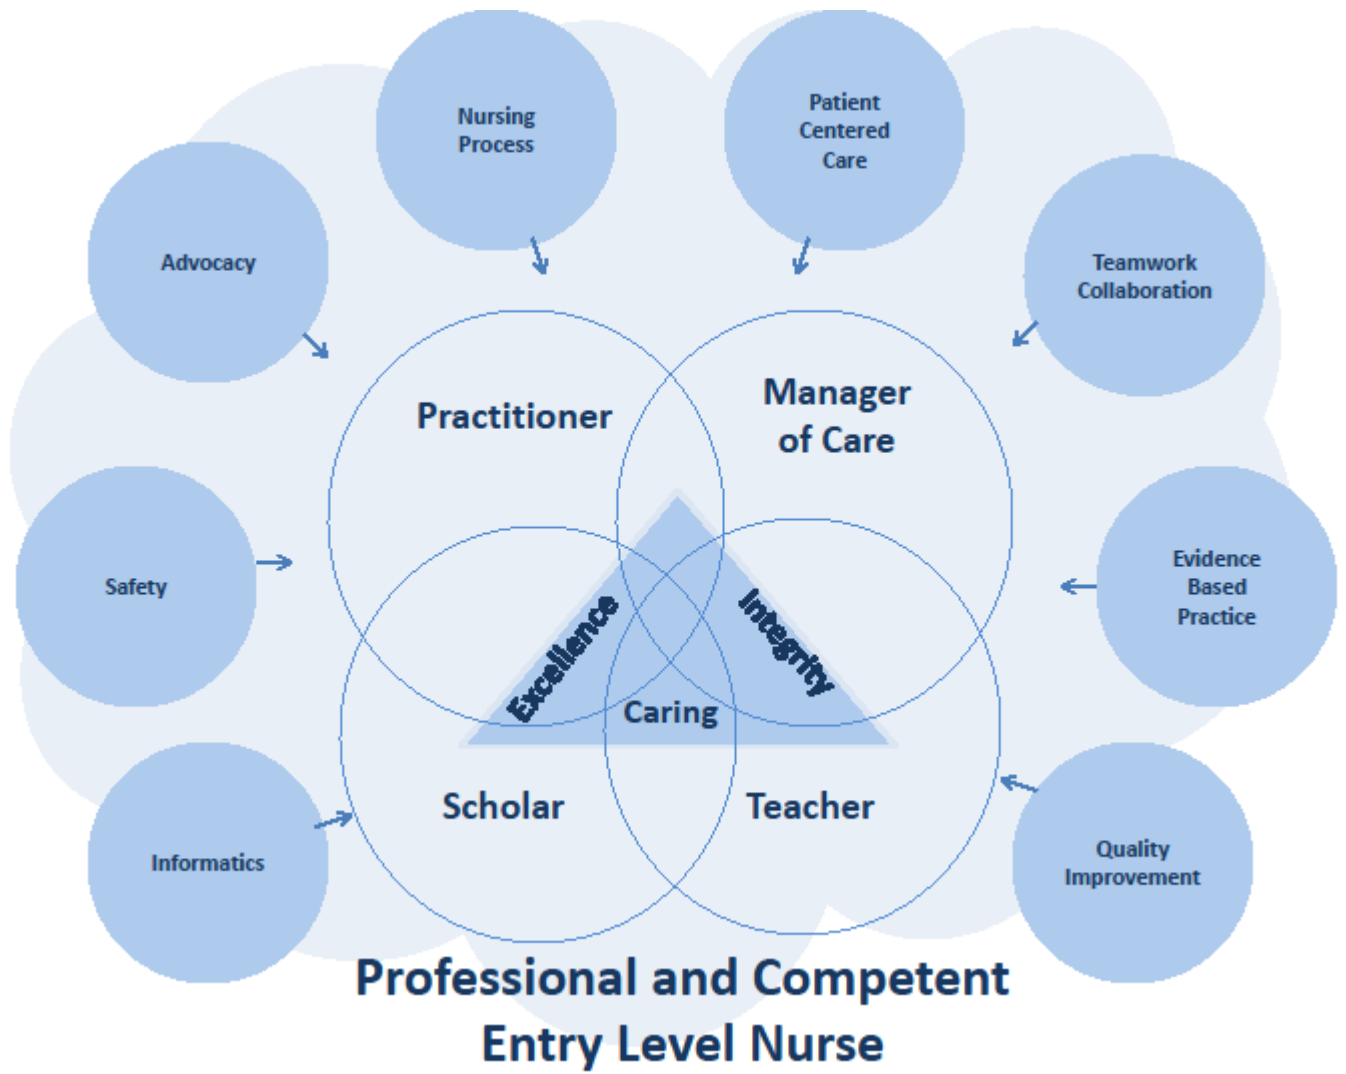 Nursing
Process
Patient
Centered
Care
Advocacy
Teamwork
Collaboration
Practitioner
Manager
of Care
Safety
Evidence
Based
Practice
Excellence
Integrity
Caring
Scholar
Teacher
Informatics
Quality
Improvement
Professional and Competent
Entry Level Nurse